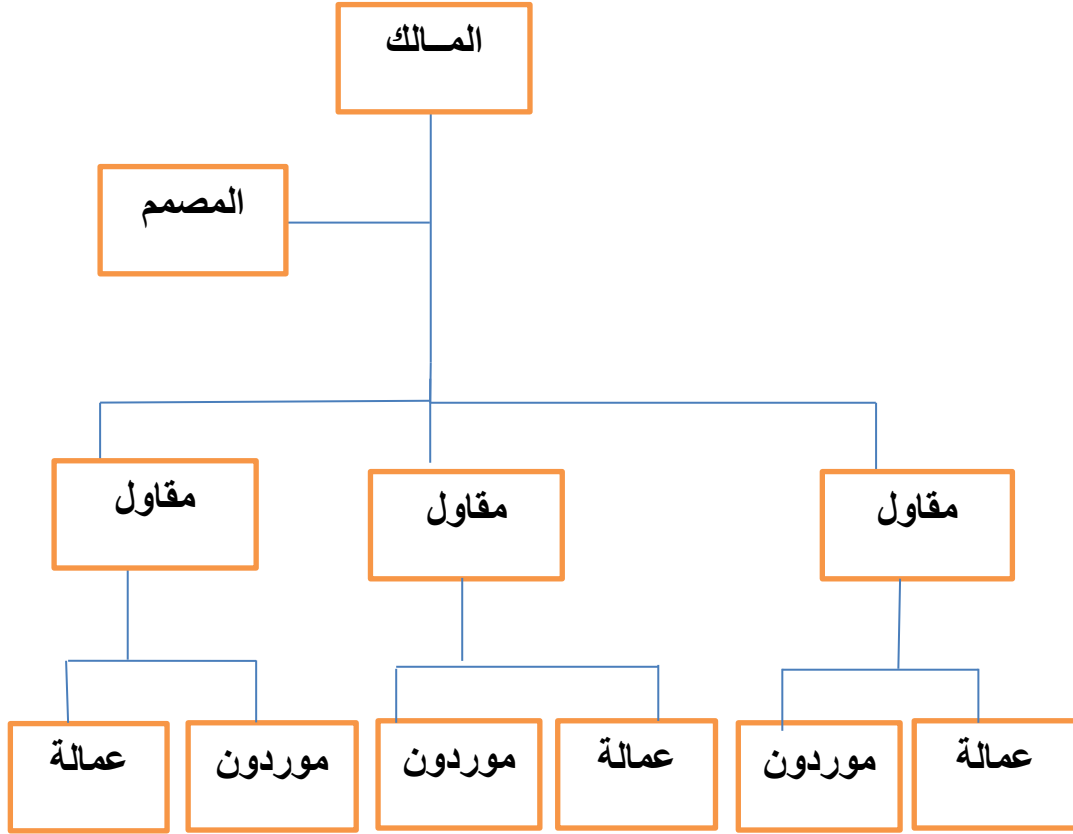 المــالك
المصمم
مقاول
مقاول
مقاول
عمالة
موردون
عمالة
موردون
موردون
عمالة